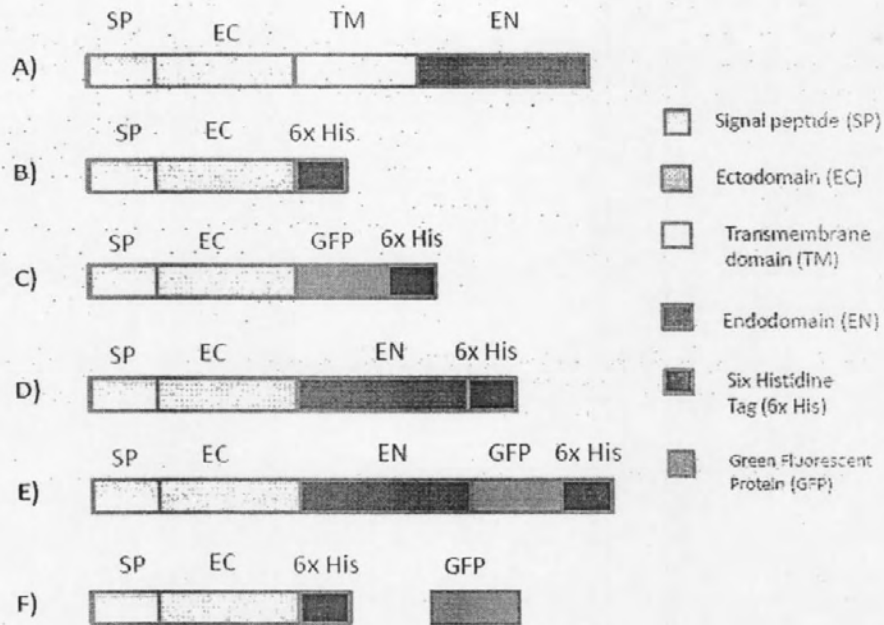 SP EC TM EN
A)
SP EC 6x His
B)
SP EC GFP 6x His
C)
SP EC EN 6x His
D)
SP EC EN GFP 6x His
E)
SP EC 6x His GFP
F)
Signal peptide (SP)
Ectodomain (EC)
Transmembrane
domain (TM)
Endodomain (EN)
Six Histidine
Tag (6x His)
Green Fluorescent
Protein (GFP)